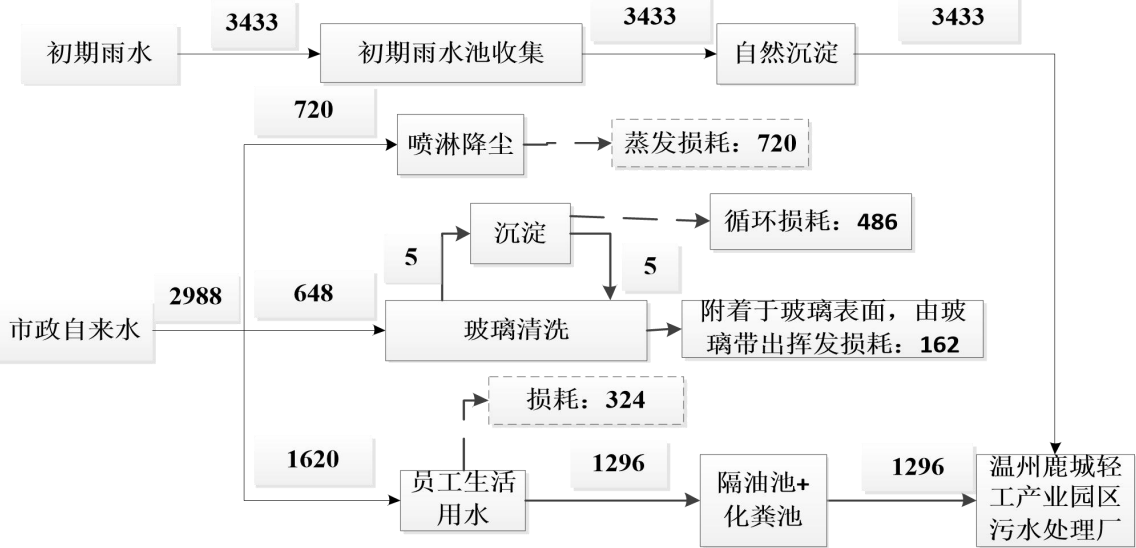 3433
3433
3433
初期雨水
初期雨水池收集
自然沉淀
720
喷淋降尘
蒸发损耗：720
沉淀
循环损耗：486
5
5
2988
648
市政自来水
玻璃清洗
附着于玻璃表面，由玻
璃带出挥发损耗：162
损耗：324
1620
1296
1296
员工生活
用水
隔油池+
化粪池
温州鹿城轻
工产业园区
污水处理厂